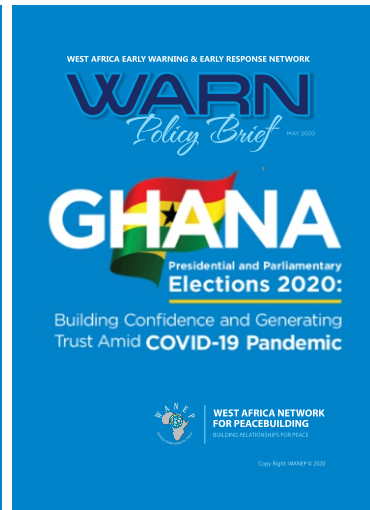 WEST AFRICA EARLY WARNING & EARLY RESPONSE NETWORK
WARN
Policy Brief
MAY 2020
GHANA
Presidential and Parliamentary
Elections 2020:
Building Confidence and Generating
Trust Amid COVID-19 Pandemic
WANEP
WEST AFRICA NETWORK
FOR PEACEBUILDING
BUILDING RELATIONSHIPS FOR PEACE
Copy Right: WANEP © 2020